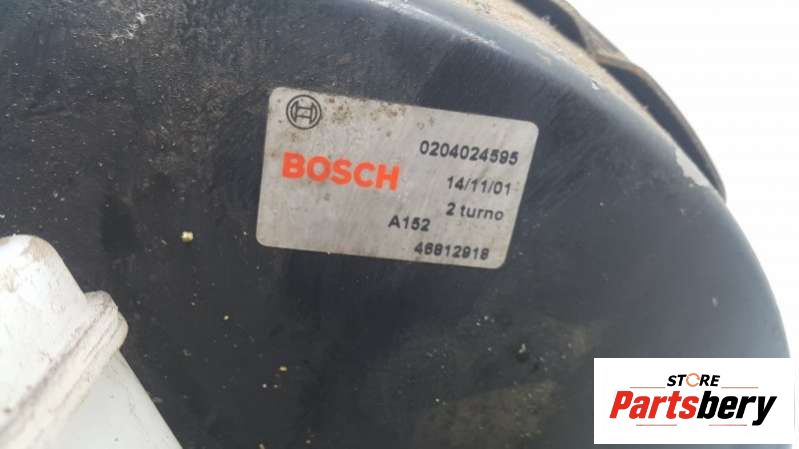 BOSCH
0204024595
14/11/01
2 turno
A152
46812918
STORE
Partsbery